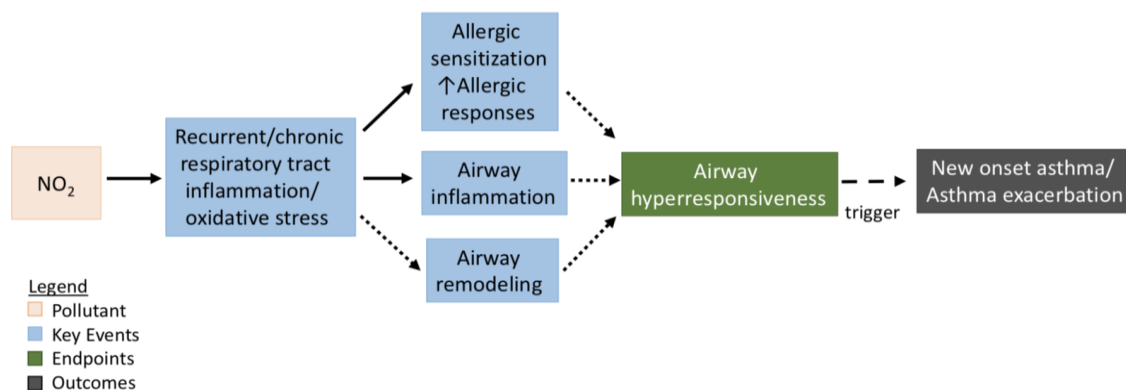 NO₂
Recurrent/chronic
respiratory tract
inflammation/
oxidative stress
Allergic
sensitization
↑Allergic
responses
Airway
inflammation
Airway
remodeling
Airway
hyperresponsiveness
trigger
New onset asthma/
Asthma exacerbation
Legend
Pollutant
Key Events
Endpoints
Outcomes